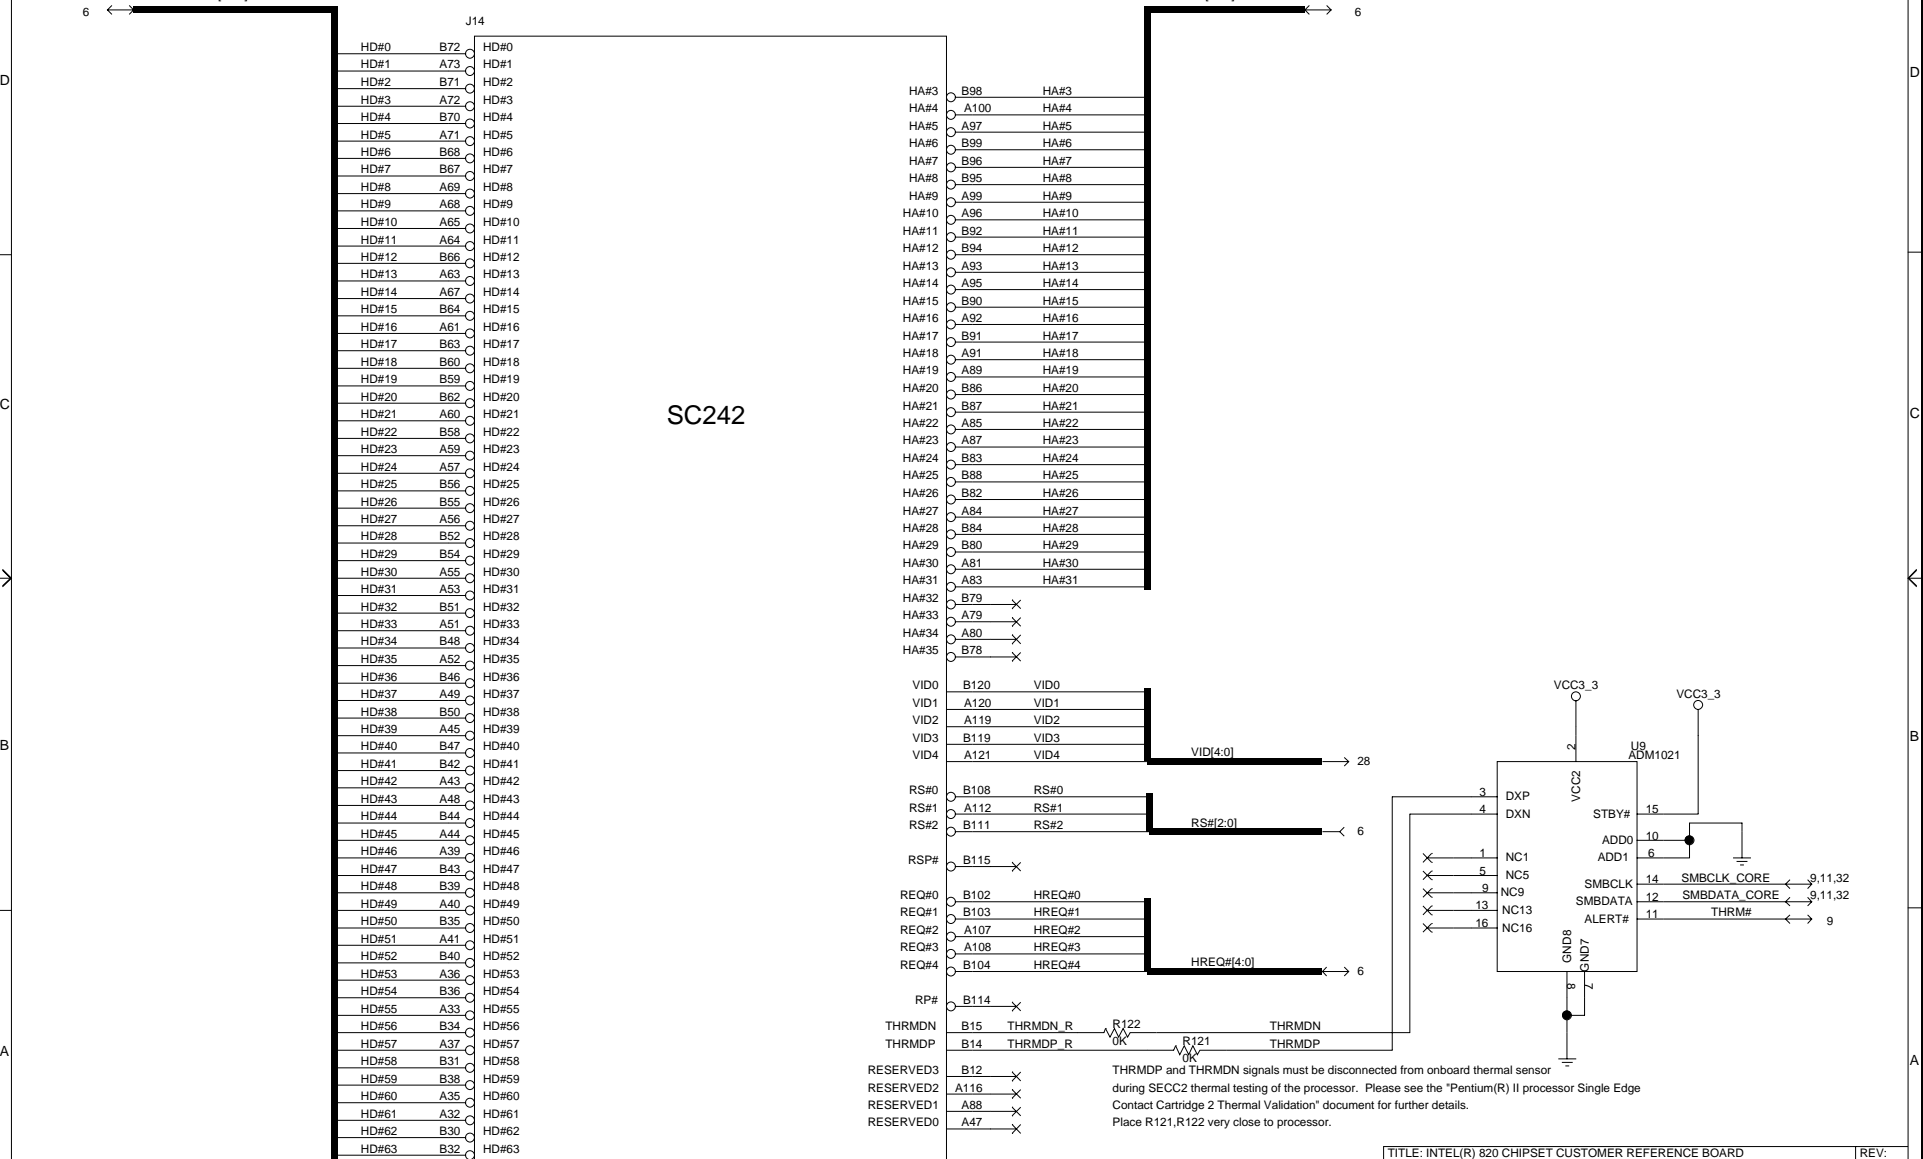 6
6
J14
HD#0 B72 HD#0
HD#1 A73 HD#1
HD#2 B71 HD#2
HD#3 A72 HD#3
HD#4 B70 HD#4
HD#5 A71 HD#5
HD#6 B68 HD#6
HD#7 B67 HD#7
HD#8 A69 HD#8
HD#9 A68 HD#9
HD#10 A65 HD#10
HD#11 A64 HD#11
HD#12 B66 HD#12
HD#13 A63 HD#13
HD#14 A67 HD#14
HD#15 B64 HD#15
HD#16 A61 HD#16
HD#17 B63 HD#17
HD#18 B60 HD#18
HD#19 B59 HD#19
HD#20 B62 HD#20
HD#21 A60 HD#21
HD#22 B58 HD#22
HD#23 A59 HD#23
HD#24 A57 HD#24
HD#25 B56 HD#25
HD#26 B55 HD#26
HD#27 A56 HD#27
HD#28 B52 HD#28
HD#29 B54 HD#29
HD#30 A55 HD#30
HD#31 A53 HD#31
HD#32 B51 HD#32
HD#33 A51 HD#33
HD#34 B48 HD#34
HD#35 A52 HD#35
HD#36 B46 HD#36
HD#37 A49 HD#37
HD#38 B50 HD#38
HD#39 A45 HD#39
HD#40 B47 HD#40
HD#41 B42 HD#41
HD#42 A43 HD#42
HD#43 A48 HD#43
HD#44 B44 HD#44
HD#45 A44 HD#45
HD#46 A39 HD#46
HD#47 B43 HD#47
HD#48 B39 HD#48
HD#49 A40 HD#49
HD#50 B35 HD#50
HD#51 A41 HD#51
HD#52 B40 HD#52
HD#53 A36 HD#53
HD#54 B36 HD#54
HD#55 A33 HD#55
HD#56 B34 HD#56
HD#57 A37 HD#57
HD#58 B31 HD#58
HD#59 B38 HD#59
HD#60 A35 HD#60
HD#61 A32 HD#61
HD#62 B30 HD#62
HD#63 B32 HD#63
SC242
HA#3 B98 HA#3
HA#4 A100 HA#4
HA#5 A97 HA#5
HA#6 B99 HA#6
HA#7 B96 HA#7
HA#8 B95 HA#8
HA#9 A99 HA#9
HA#10 A96 HA#10
HA#11 B92 HA#11
HA#12 B94 HA#12
HA#13 A93 HA#13
HA#14 A95 HA#14
HA#15 B90 HA#15
HA#16 A92 HA#16
HA#17 B91 HA#17
HA#18 A91 HA#18
HA#19 A89 HA#19
HA#20 B86 HA#20
HA#21 B87 HA#21
HA#22 A85 HA#22
HA#23 A87 HA#23
HA#24 B83 HA#24
HA#25 B88 HA#25
HA#26 B82 HA#26
HA#27 A84 HA#27
HA#28 B84 HA#28
HA#29 B80 HA#29
HA#30 A81 HA#30
HA#31 A83 HA#31
HA#32 B79
HA#33 A79
HA#34 A80
HA#35 B78
VID0 B120 VID0
VID1 A120 VID1
VID2 A119 VID2
VID3 B119 VID3
VID4 A121 VID4
VID[4:0] 28
RS#0 B108 RS#0
RS#1 A112 RS#1
RS#2 B111 RS#2
RS#[2:0] 6
RSP# B115
REQ#0 B102 HREQ#0
REQ#1 B103 HREQ#1
REQ#2 A107 HREQ#2
REQ#3 A108 HREQ#3
REQ#4 B104 HREQ#4
HREQ#[4:0] 6
RP# B114
THRMDN B15 THRMDN_R R122 0K THRMDN
THRMDP B14 THRMDP_R R121 0K THRMDP
RESERVED3 B12
RESERVED2 A116
RESERVED1 A88
RESERVED0 A47
VCC3_3
VCC3_3
U9
ADM1021
2 VCC2
3 DXP
4 DXN
1 NC1
5 NC5
9 NC9
13 NC13
16 NC16
STBY# 15
ADD0 10
ADD1 6
SMBCLK 14 SMBCLK_CORE 9,11,32
SMBDATA 12 SMBDATA_CORE 9,11,32
ALERT# 11 THRM# 9
GND8 8
GND7 7
THRMDP and THRMDN signals must be disconnected from onboard thermal sensor
during SECC2 thermal testing of the processor. Please see the "Pentium(R) II processor Single Edge
Contact Cartridge 2 Thermal Validation" document for further details.
Place R121,R122 very close to processor.
D
C
B
A
D
C
B
A
TITLE: INTEL(R) 820 CHIPSET CUSTOMER REFERENCE BOARD
REV: